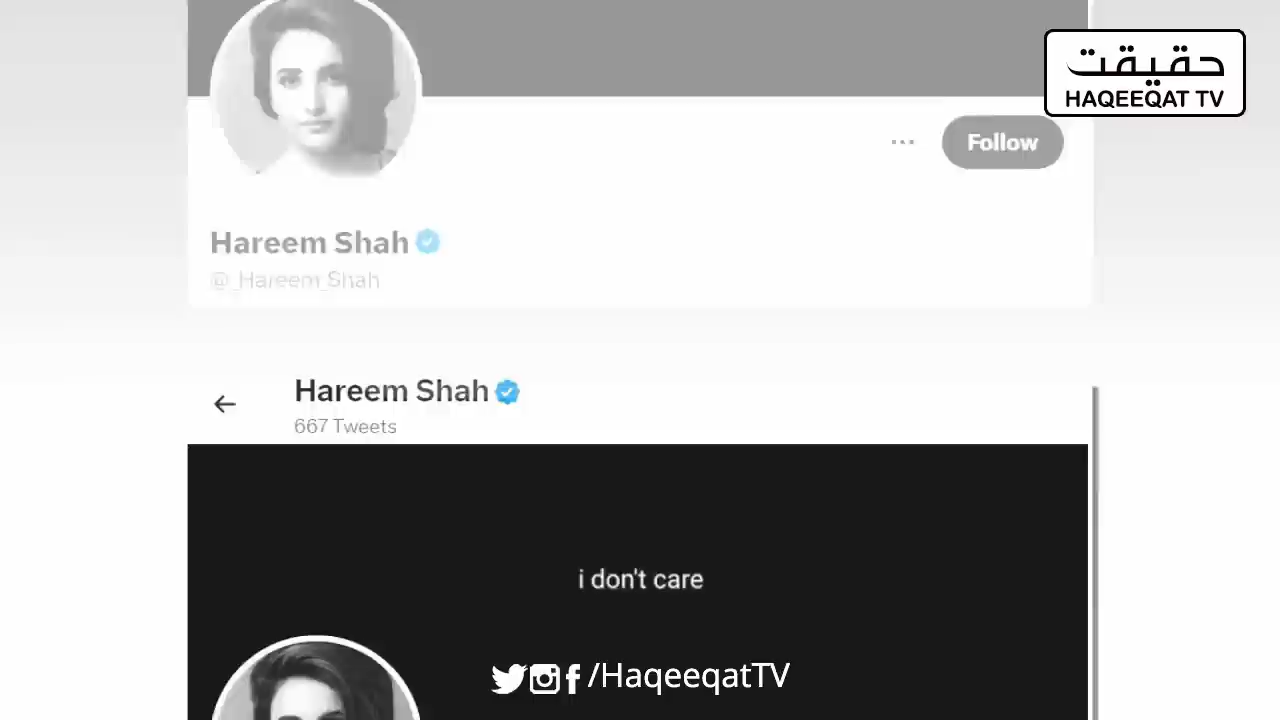 حقیقت
HAQEEQAT TV
Follow
Hareem Shah
@_Hareem_Shah
Hareem Shah
667 Tweets
i don't care
/HaqeeqatTV